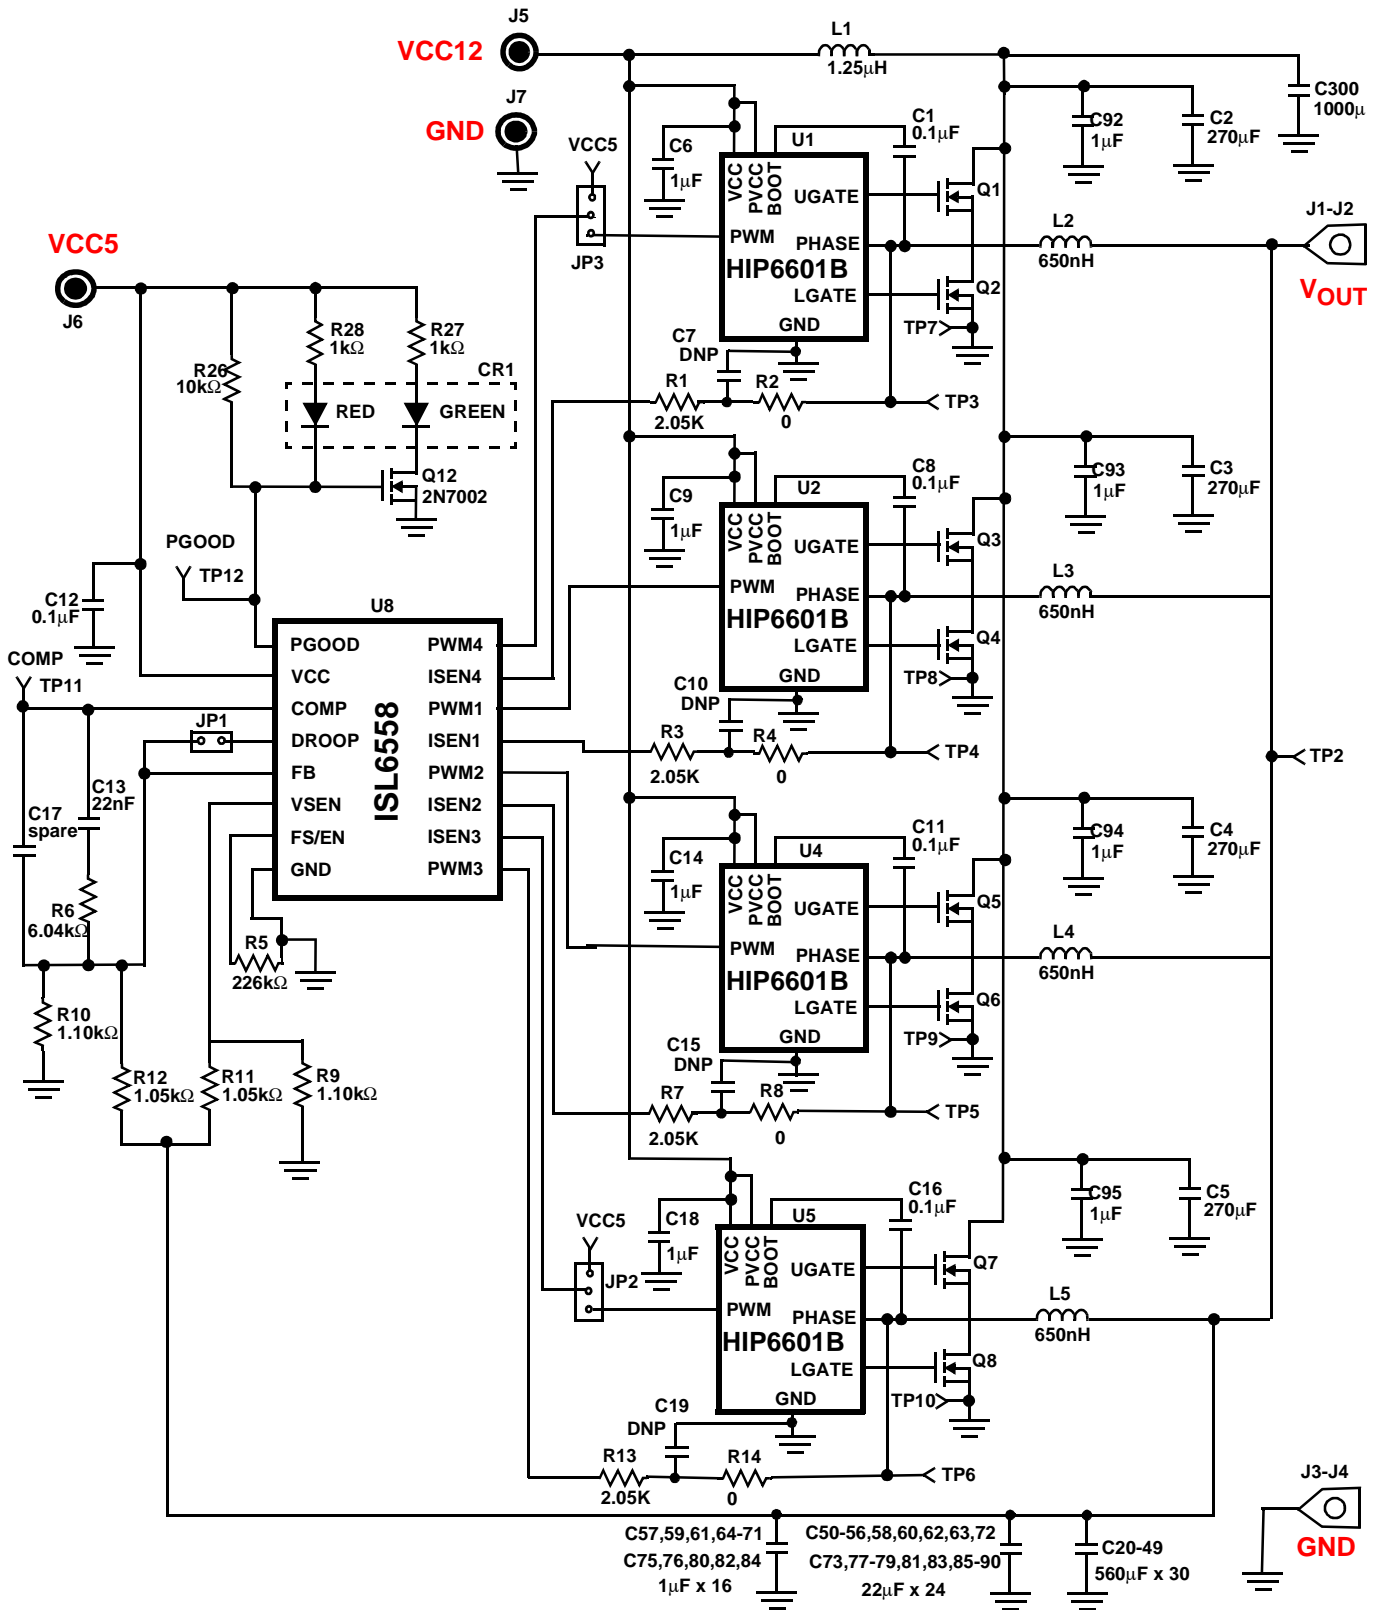 J5
VCC12
L1
1.25μH
C300
1000μ
J7
GND
VCC5
C6
1μF
U1
C1
0.1μF
C92
1μF
C2
270μF
VCC
PVCC
BOOT
UGATE
PWM
PHASE
HIP6601B
LGATE
GND
Q1
Q2
TP7
JP3
L2
650nH
J1-J2
VOUT
VCC5
J6
R26
10kΩ
R28
1kΩ
R27
1kΩ
CR1
RED
GREEN
Q12
2N7002
C7
DNP
R1
2.05K
R2
0
TP3
C9
1μF
U2
C8
0.1μF
C93
1μF
C3
270μF
VCC
PVCC
BOOT
UGATE
PWM
PHASE
HIP6601B
LGATE
GND
Q3
Q4
TP8
L3
650nH
PGOOD
TP12
C12
0.1μF
COMP
TP11
U8
PGOOD
VCC
COMP
DROOP
FB
VSEN
FS/EN
GND
ISL6558
PWM4
ISEN4
PWM1
ISEN1
PWM2
ISEN2
ISEN3
PWM3
JP1
C10
DNP
R3
2.05K
R4
0
TP4
TP2
C17
spare
C13
22nF
R6
6.04kΩ
R5
226kΩ
R10
1.10kΩ
R12
1.05kΩ
R11
1.05kΩ
R9
1.10kΩ
C14
1μF
U4
C11
0.1μF
C94
1μF
C4
270μF
VCC
PVCC
BOOT
UGATE
PWM
PHASE
HIP6601B
LGATE
GND
Q5
Q6
TP9
L4
650nH
C15
DNP
R7
2.05K
R8
0
TP5
VCC5
JP2
C18
1μF
U5
C16
0.1μF
C95
1μF
C5
270μF
VCC
PVCC
BOOT
UGATE
PWM
PHASE
HIP6601B
LGATE
GND
Q7
Q8
TP10
L5
650nH
C19
DNP
R13
2.05K
R14
0
TP6
C57,59,61,64-71
C75,76,80,82,84
1μF x 16
C50-56,58,60,62,63,72
C73,77-79,81,83,85-90
22μF x 24
C20-49
560μF x 30
J3-J4
GND